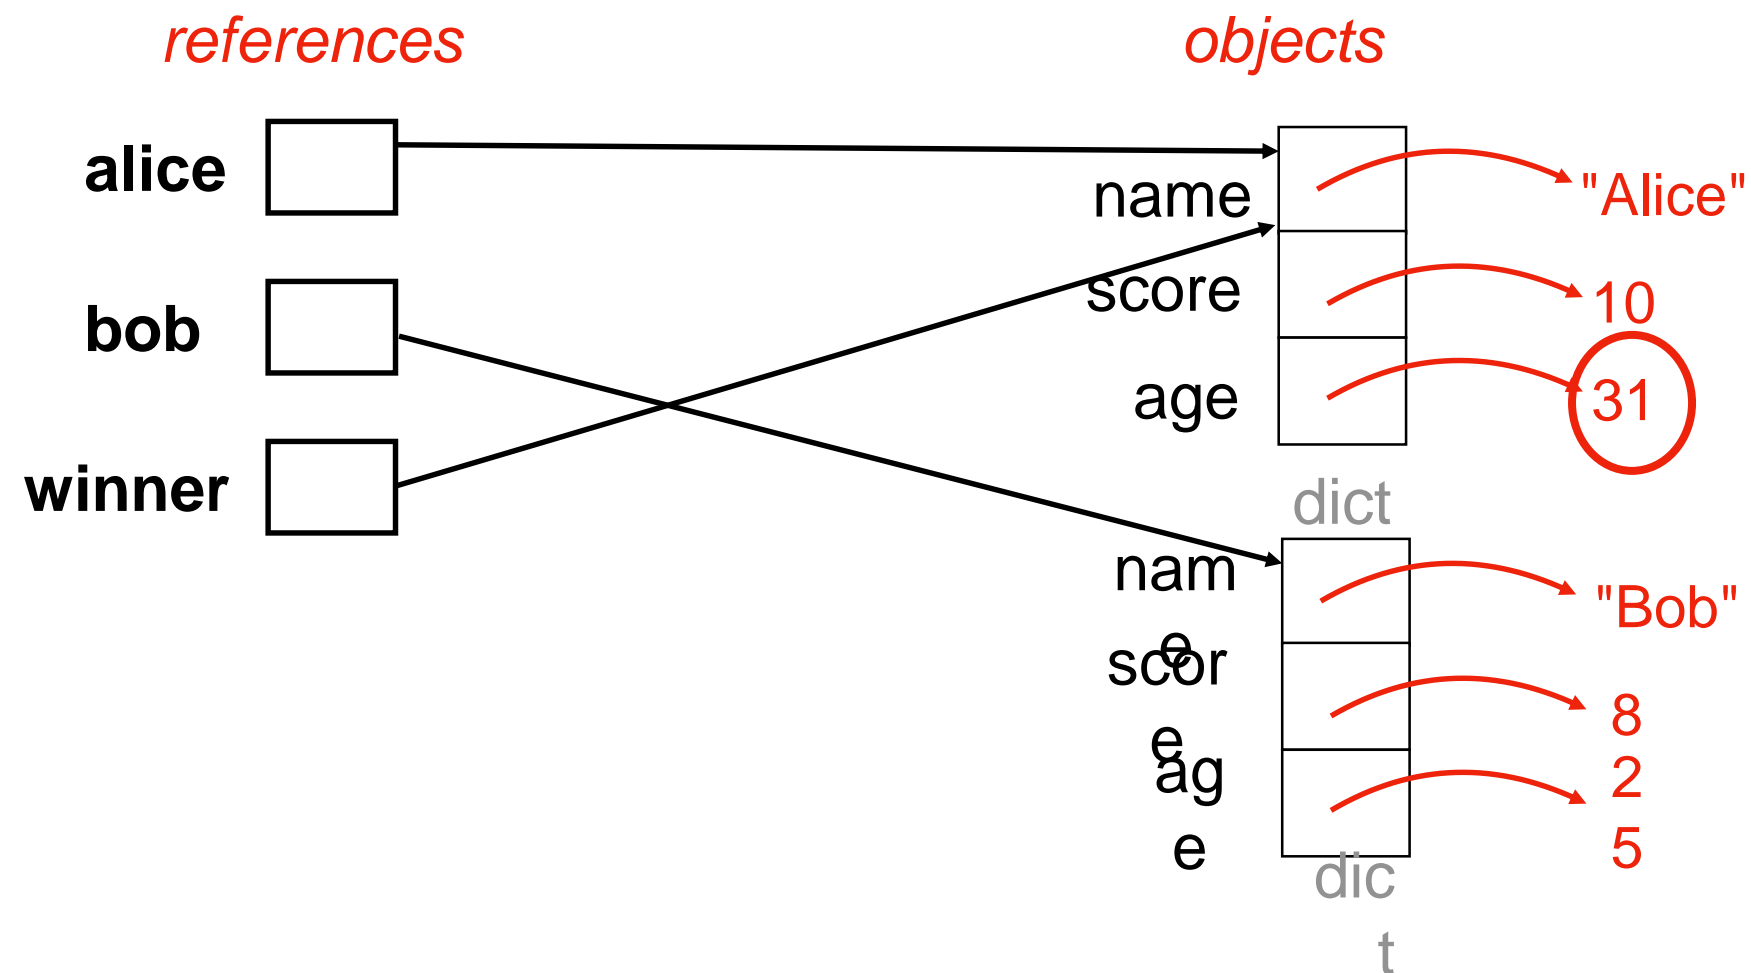 references
objects
alice
name
"Alice"
score
10
bob
age
31
winner
dict
nam
e
"Bob"
scor
e
8
ag
e
2
5
dic
t